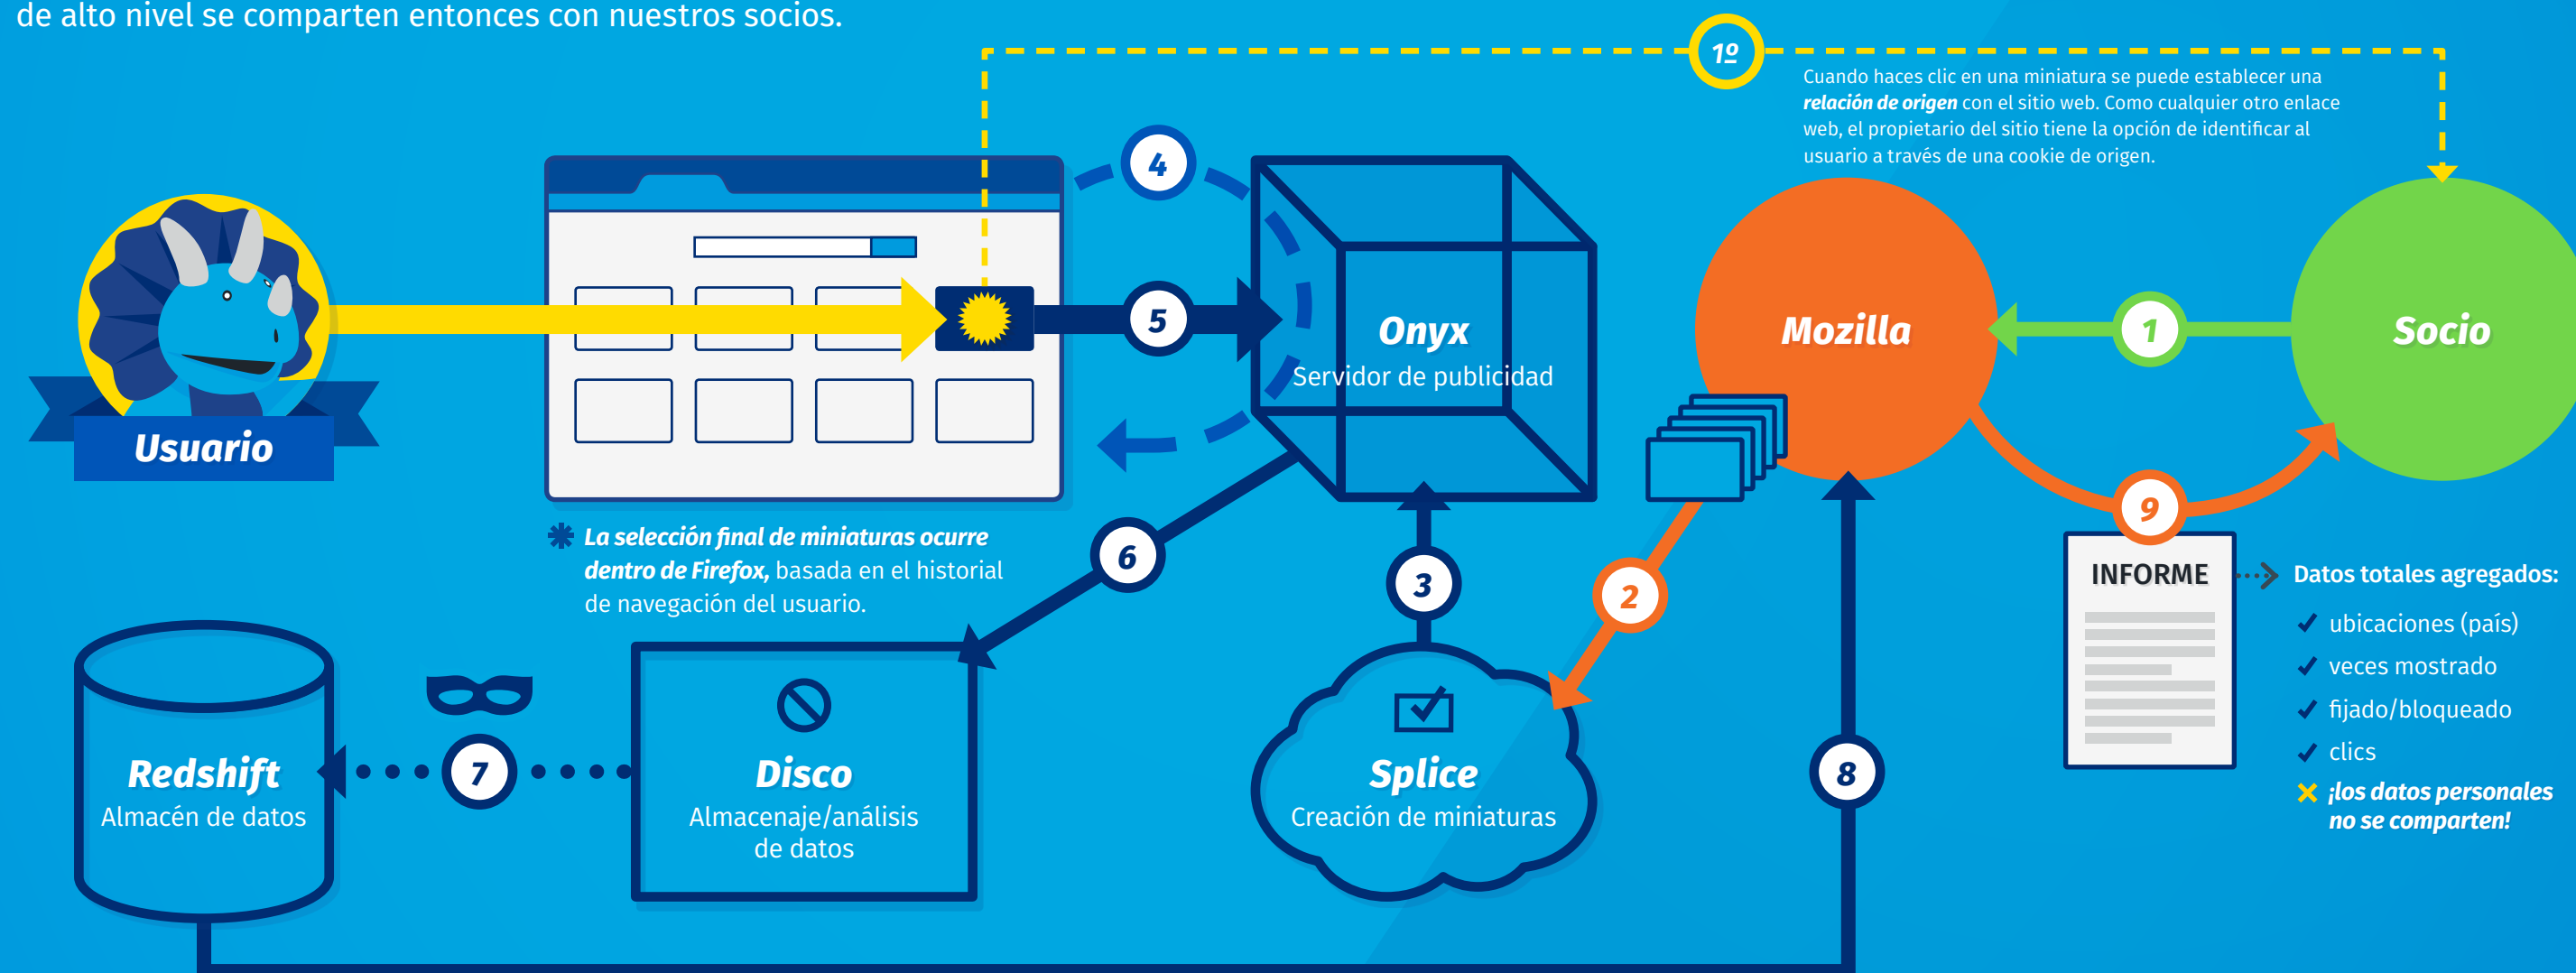 de alto nivel se comparten entonces con nuestros socios.
1º
Cuando haces clic en una miniatura se puede establecer una
relación de origen con el sitio web. Como cualquier otro enlace
web, el propietario del sitio tiene la opción de identificar al
usuario a través de una cookie de origen.
4
5
Onyx
Servidor de publicidad
Mozilla
1
Socio
Usuario
9
La selección final de miniaturas ocurre
dentro de Firefox, basada en el historial
de navegación del usuario.
6
3
2
INFORME
Datos totales agregados:
ubicaciones (país)
veces mostrado
fijado/bloqueado
clics
¡los datos personales
no se comparten!
Redshift
Almacén de datos
7
Disco
Almacenaje/análisis
de datos
Splice
Creación de miniaturas
8